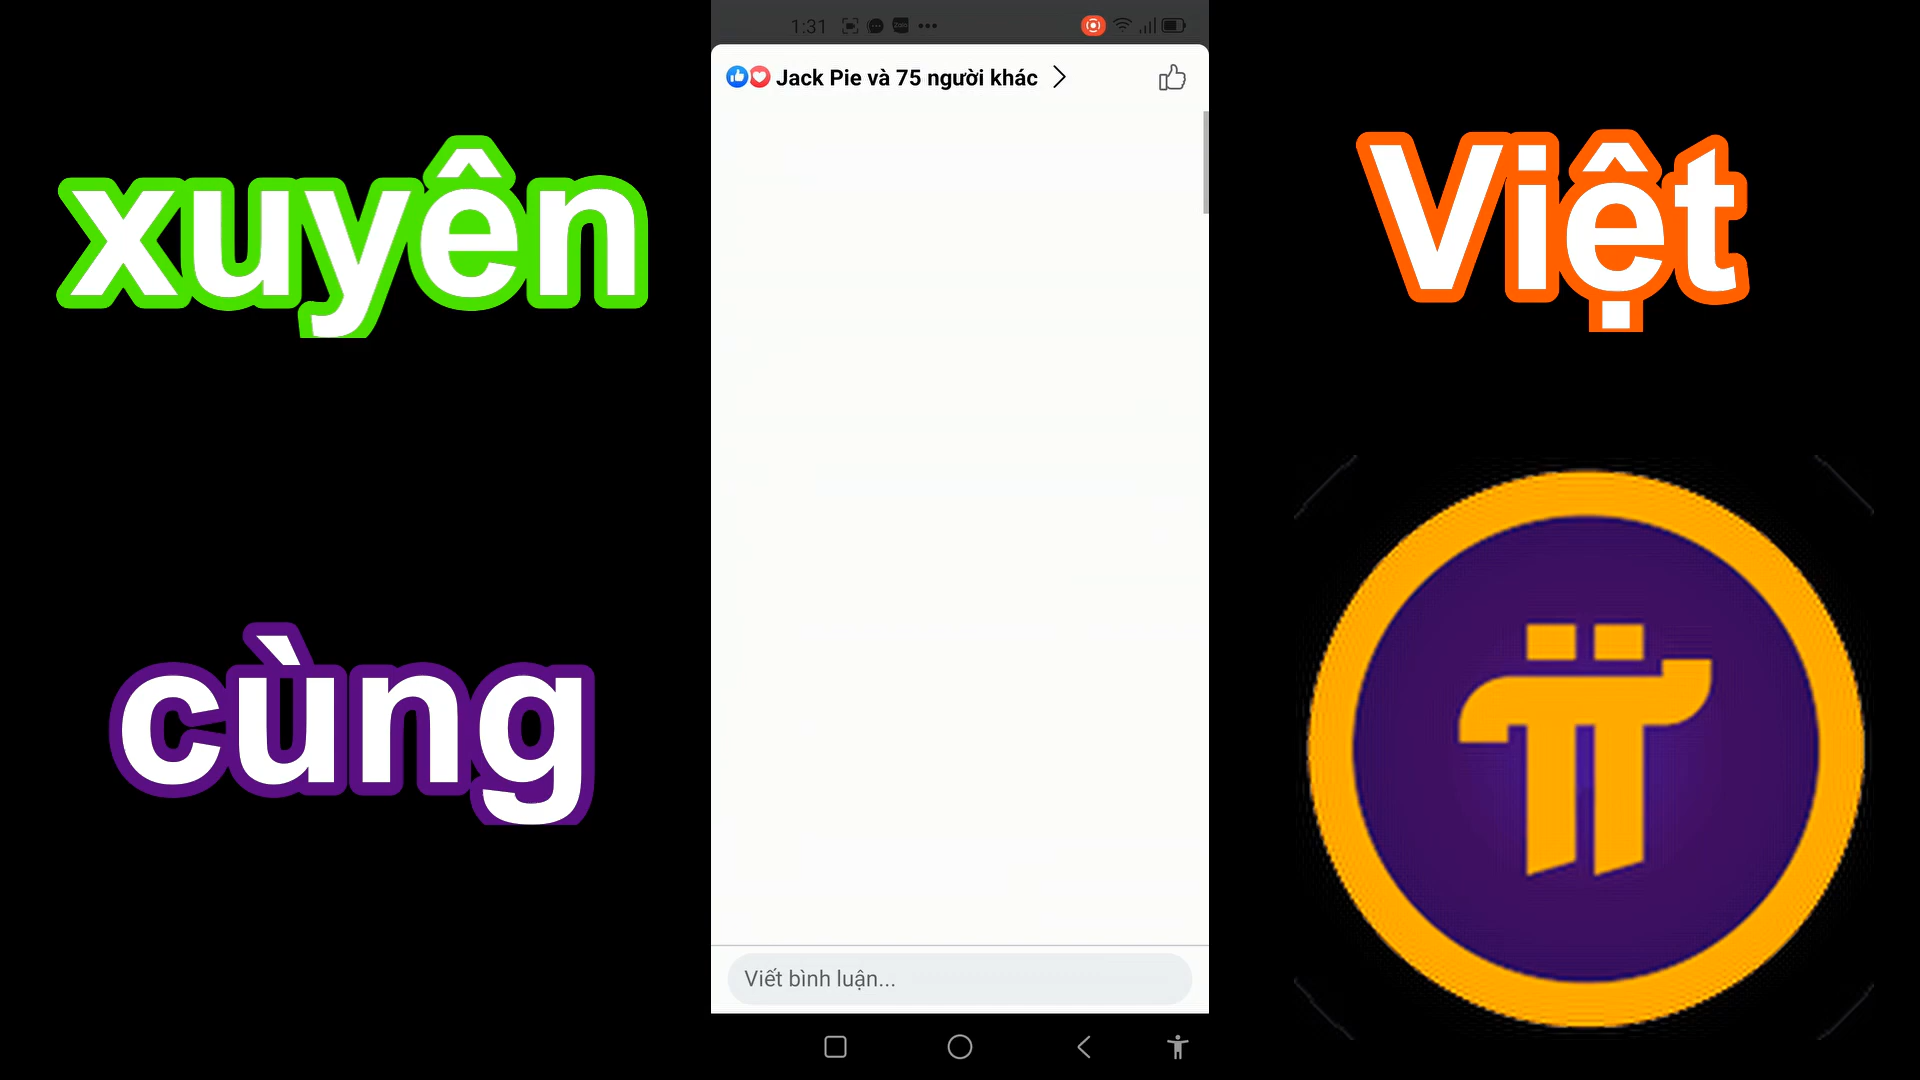 1:31
Jack Pie và 75 người khác
xuyên
Việt
cùng
Viết bình luận...